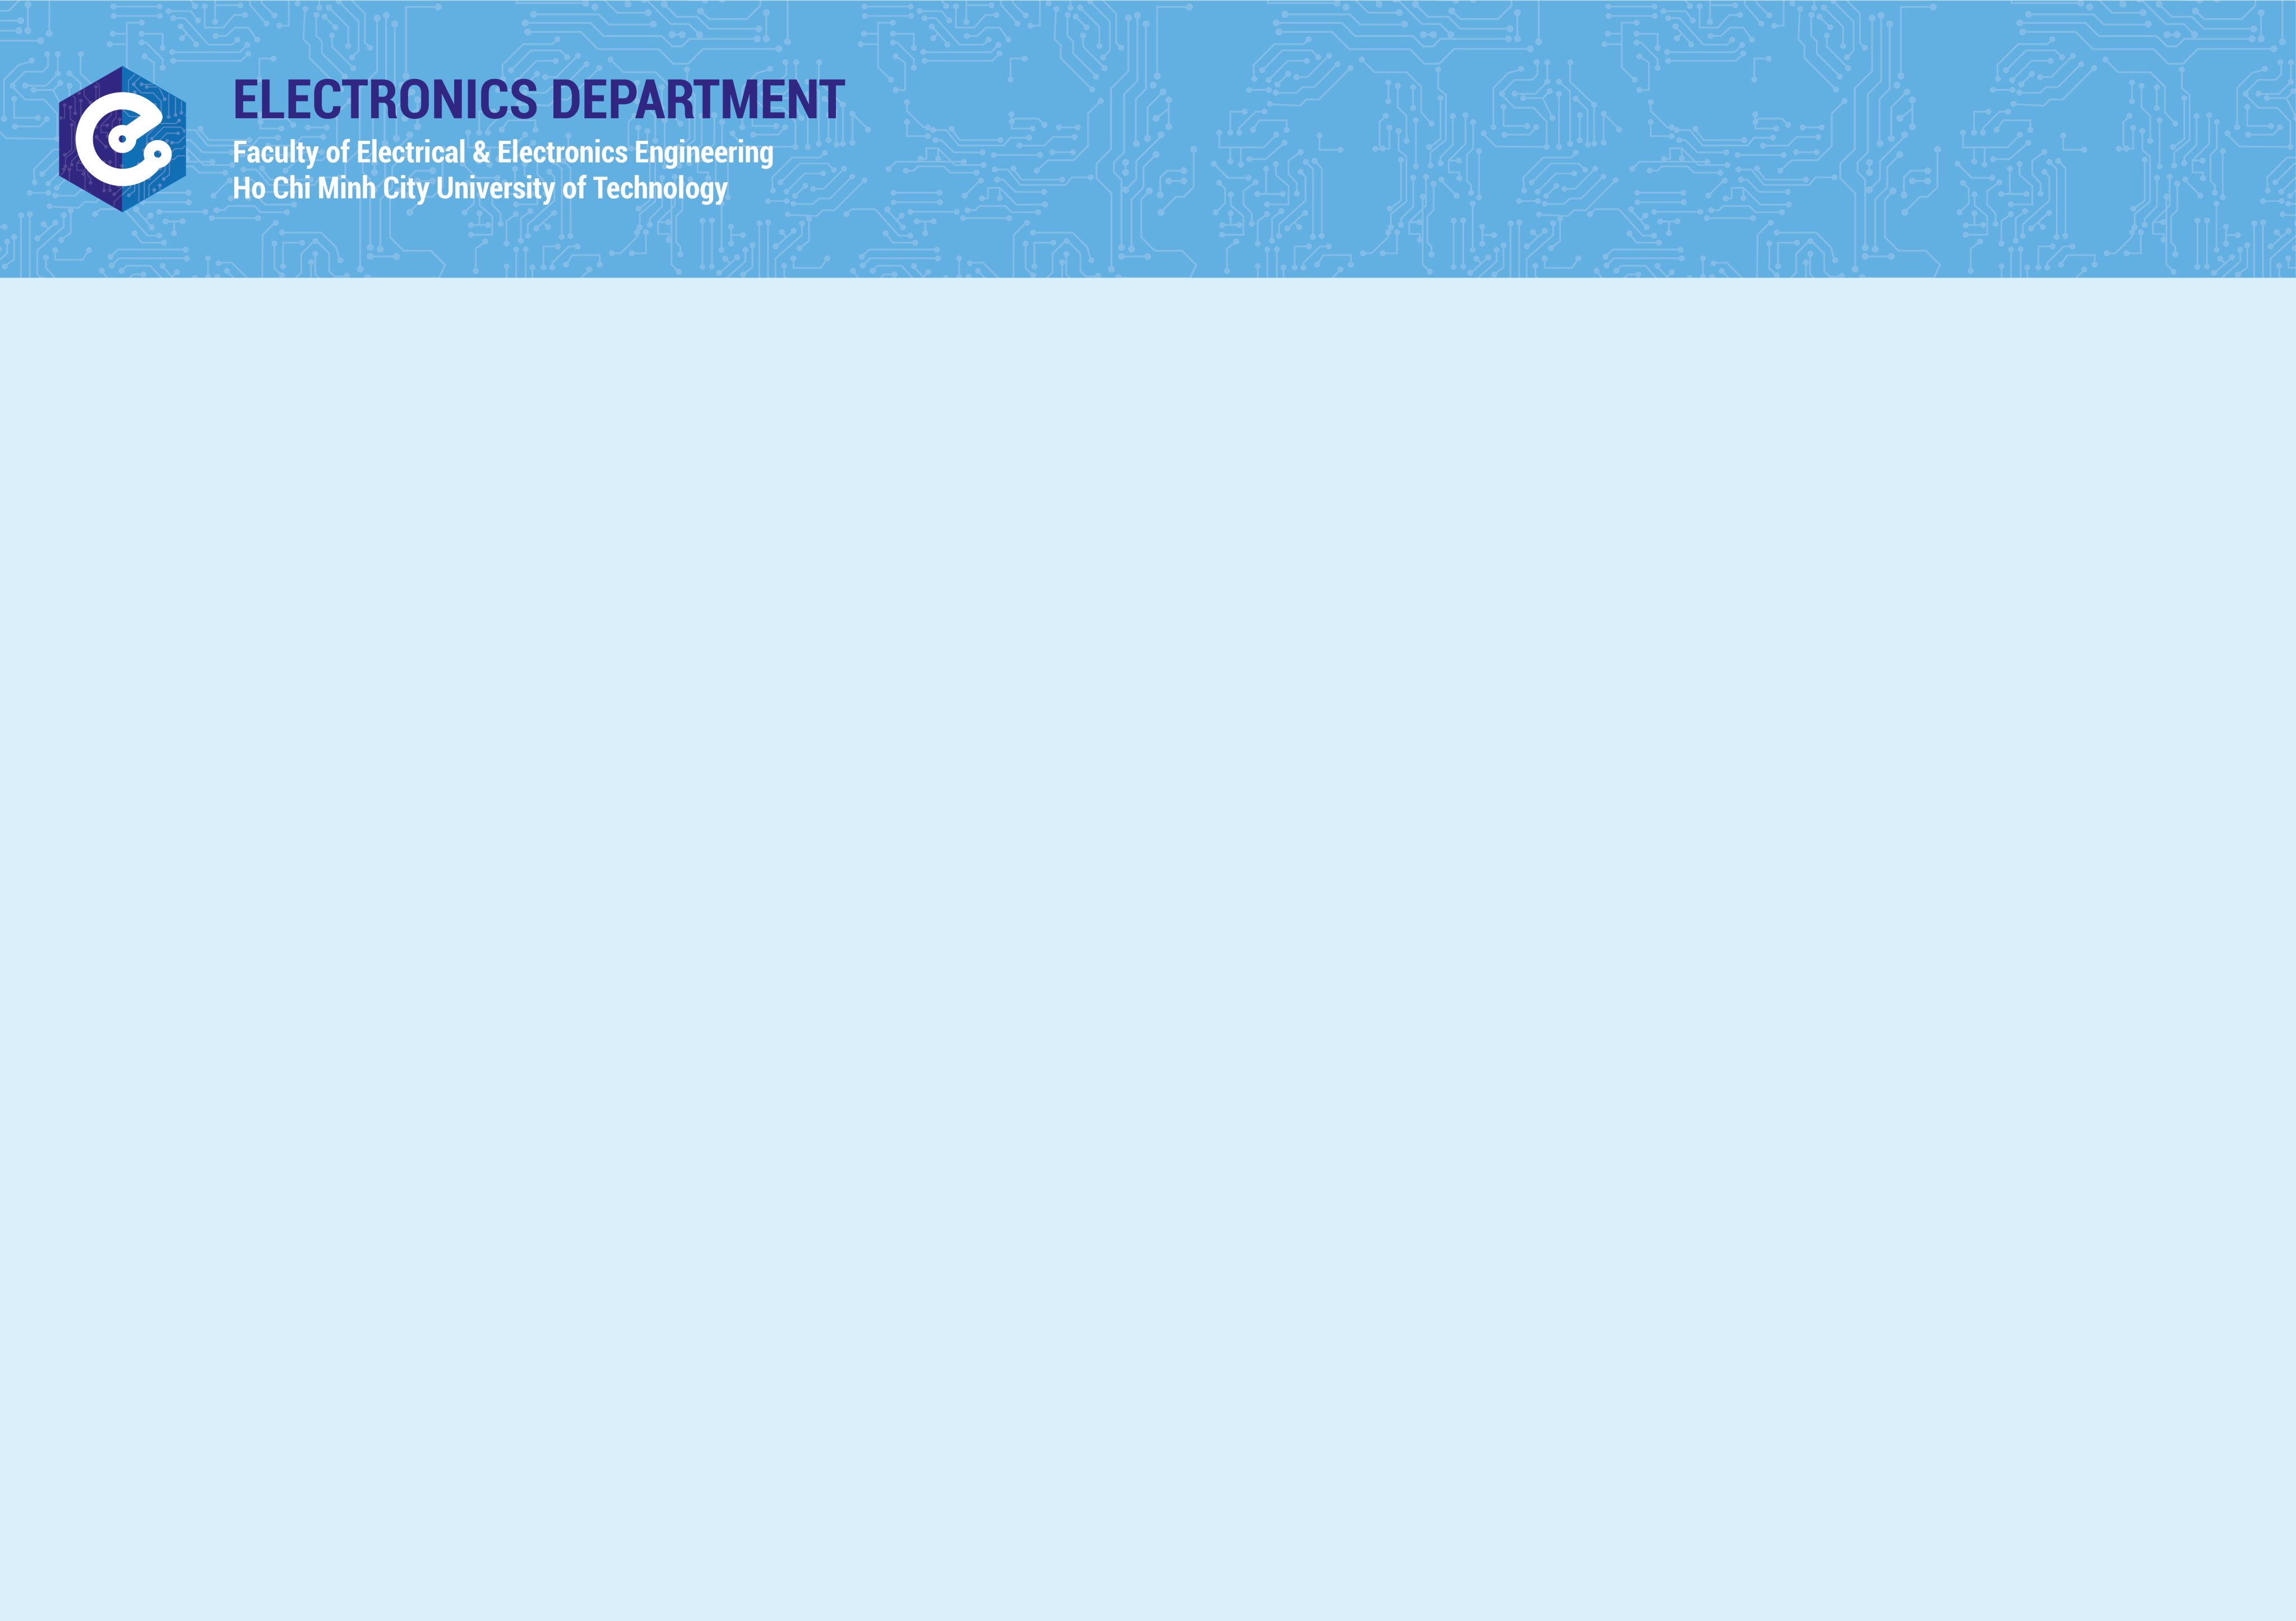 ELECTRONICS DEPARTMENT
Faculty of Electrical & Electronics Engineering
Ho Chi Minh City University of Technology